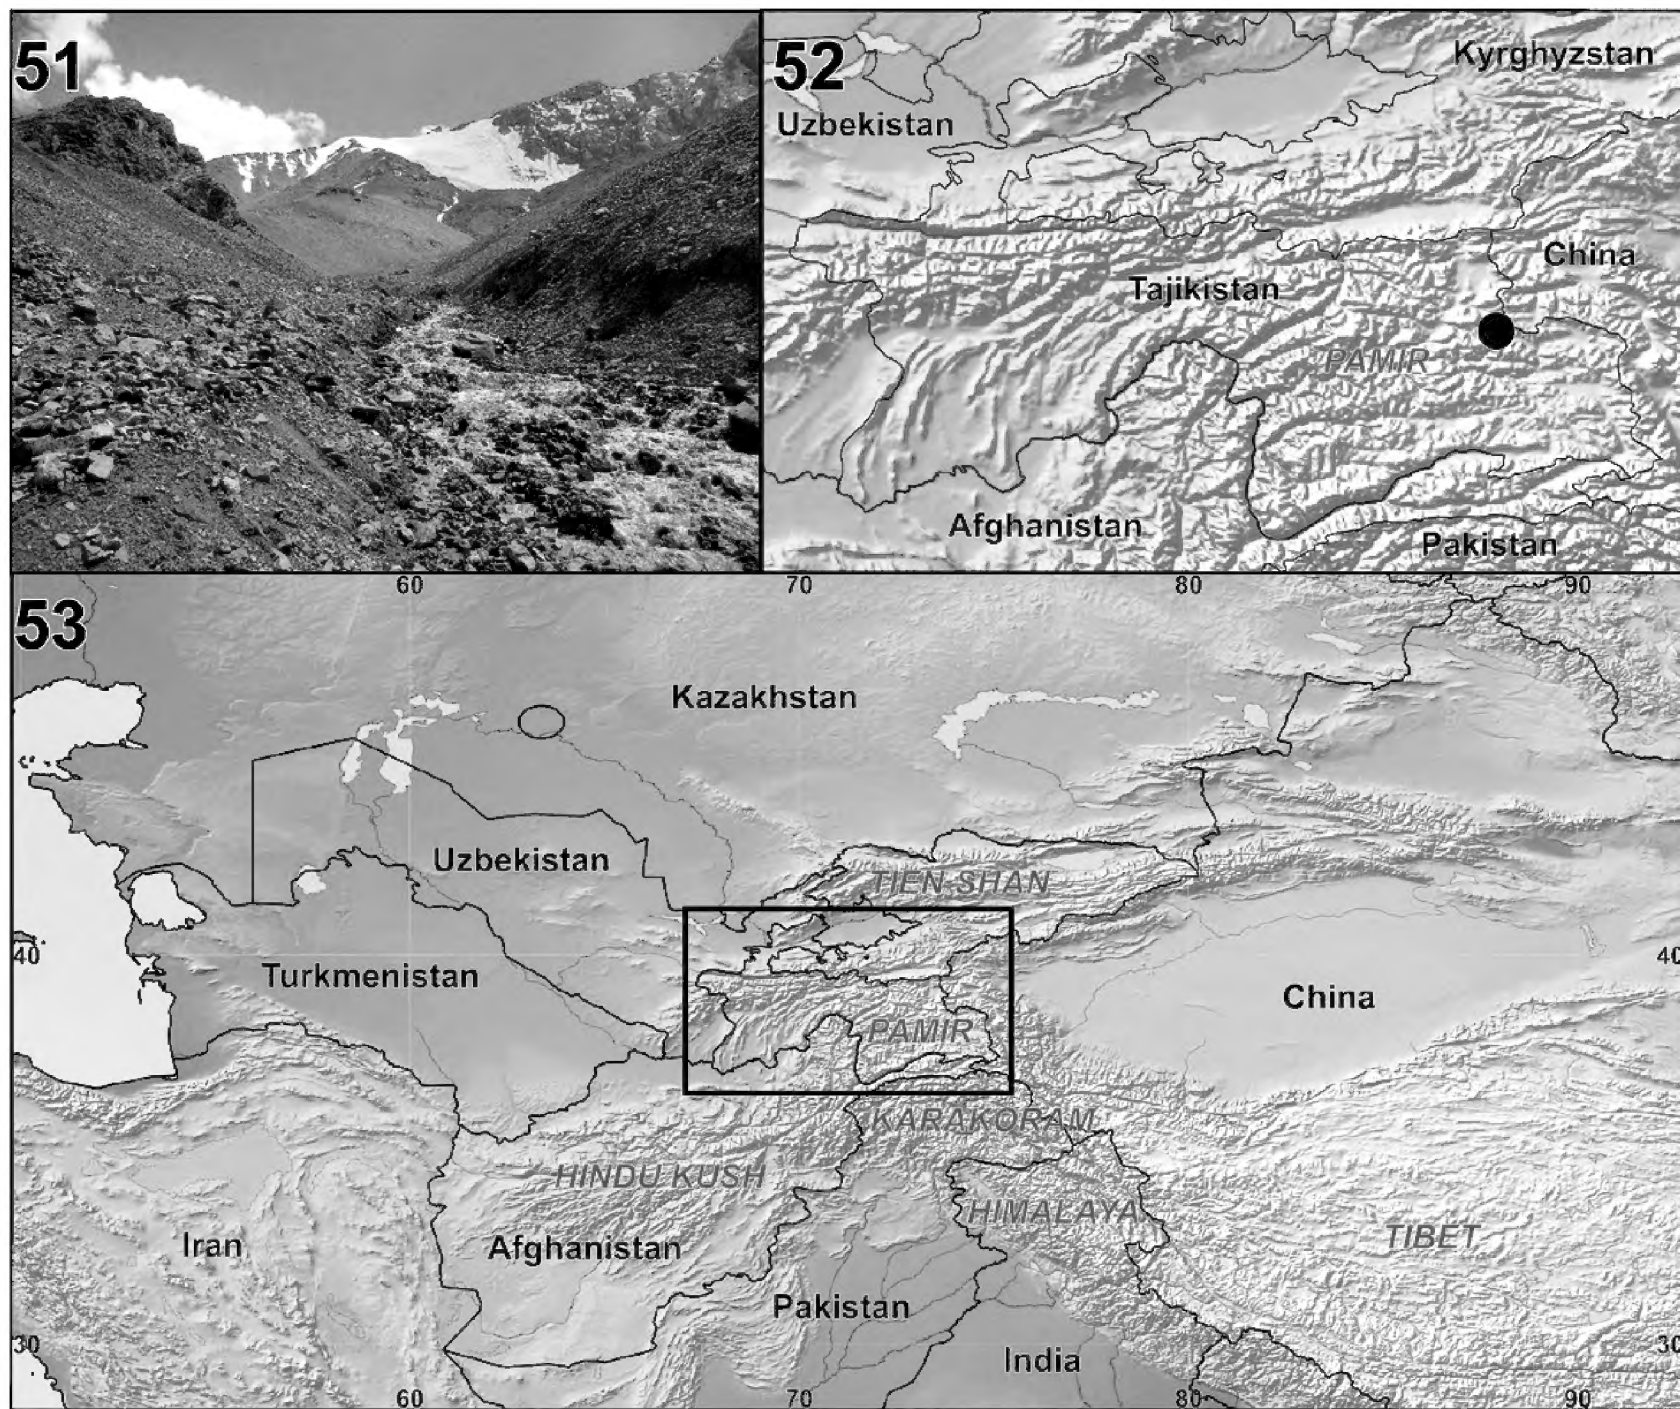 51
52
Kyrghyzstan
Uzbekistan
China
Tajikistan
PAMIR
Afghanistan
Pakistan
60
70
80
90
53
Kazakhstan
Uzbekistan
TIEN-SHAN
40
40
Turkmenistan
China
PAMIR
KARAKORAM
HINDU KUSH
HIMALAYA
TIBET
Iran
Afghanistan
Pakistan
30
30
India
60
70
80
90